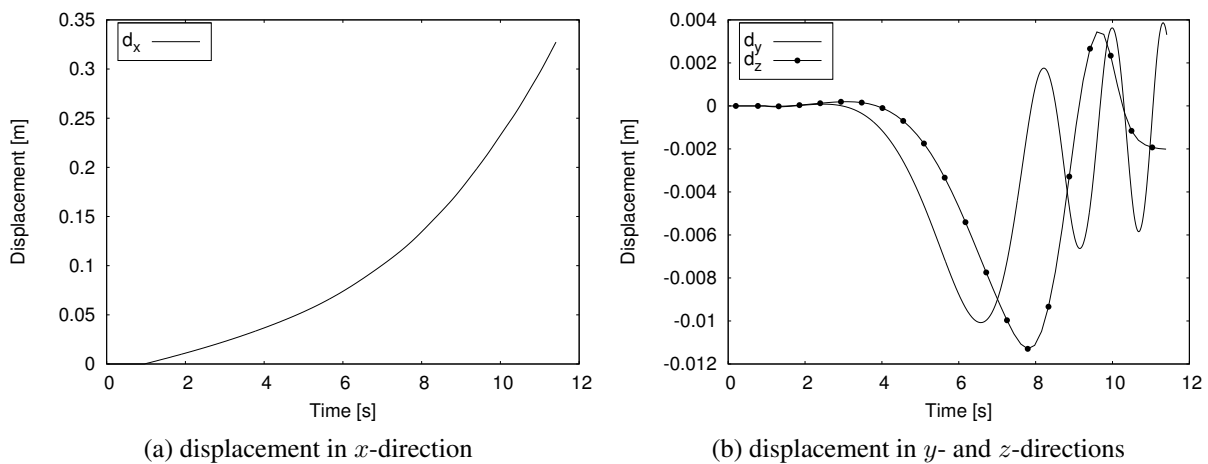 0.35
0.3
0.25
0.2
0.15
0.1
0.05
0
Displacement [m]
d_x
0 2 4 6 8 10 12
Time [s]
(a) displacement in x-direction
0.004
0.002
0
-0.002
-0.004
-0.006
-0.008
-0.01
-0.012
Displacement [m]
d_y
d_z
0 2 4 6 8 10 12
Time [s]
(b) displacement in y- and z-directions